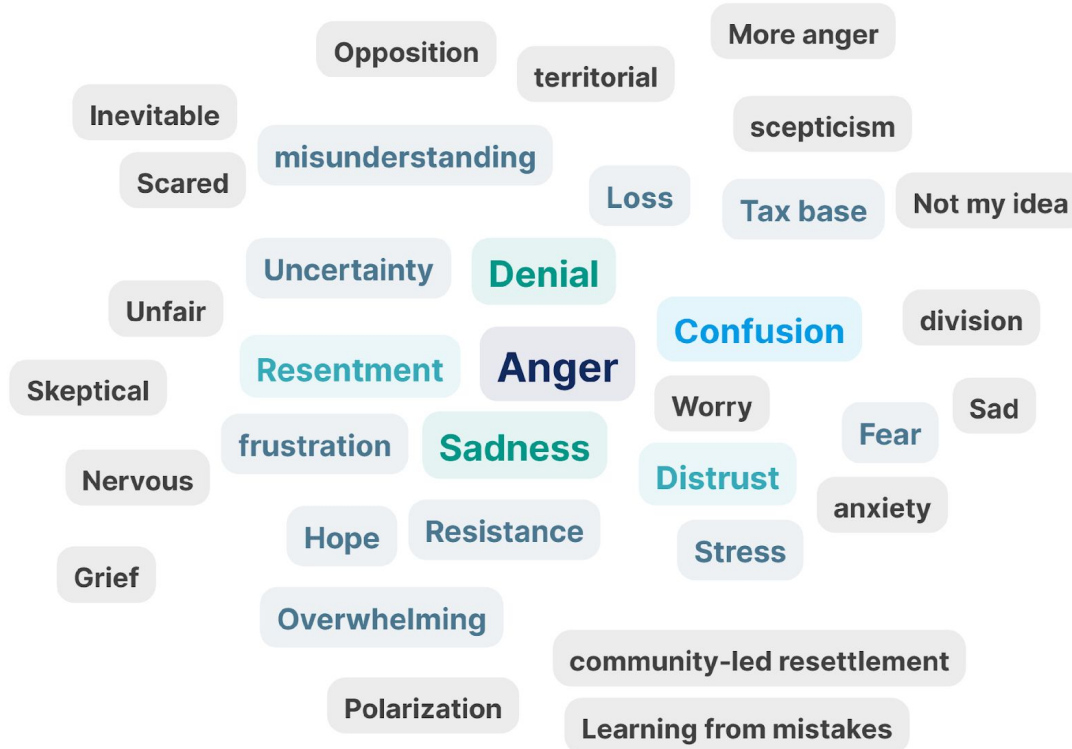 More anger
Opposition
territorial
Inevitable
scepticism
misunderstanding
Scared
Loss
Tax base
Not my idea
Uncertainty
Denial
Unfair
Confusion
division
Resentment
Anger
Skeptical
Worry
Sad
frustration
Sadness
Fear
Nervous
Distrust
anxiety
Hope
Resistance
Stress
Grief
Overwhelming
community-led resettlement
Polarization
Learning from mistakes